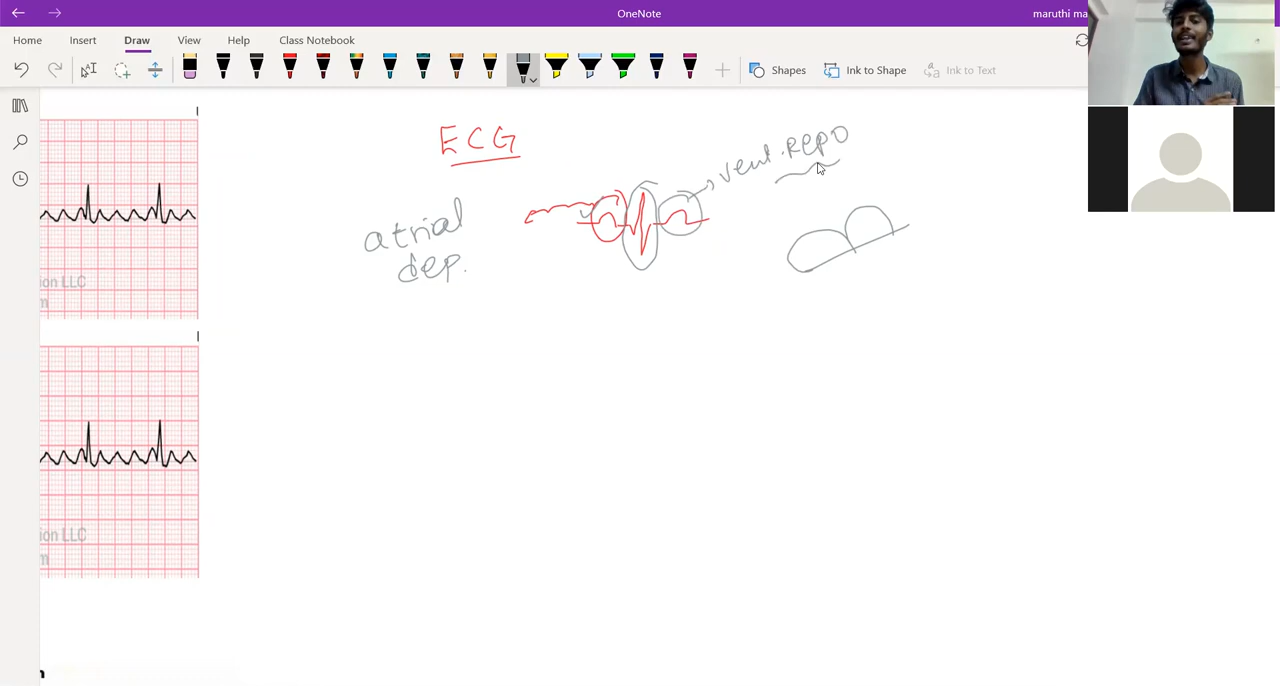 OneNote
maruthi ma
Home Insert Draw View Help Class Notebook
Shapes Ink to Shape Ink to Text
ECG
vent. Repo
atrial
dep.
ion LLC
m
ion LLC
m
n